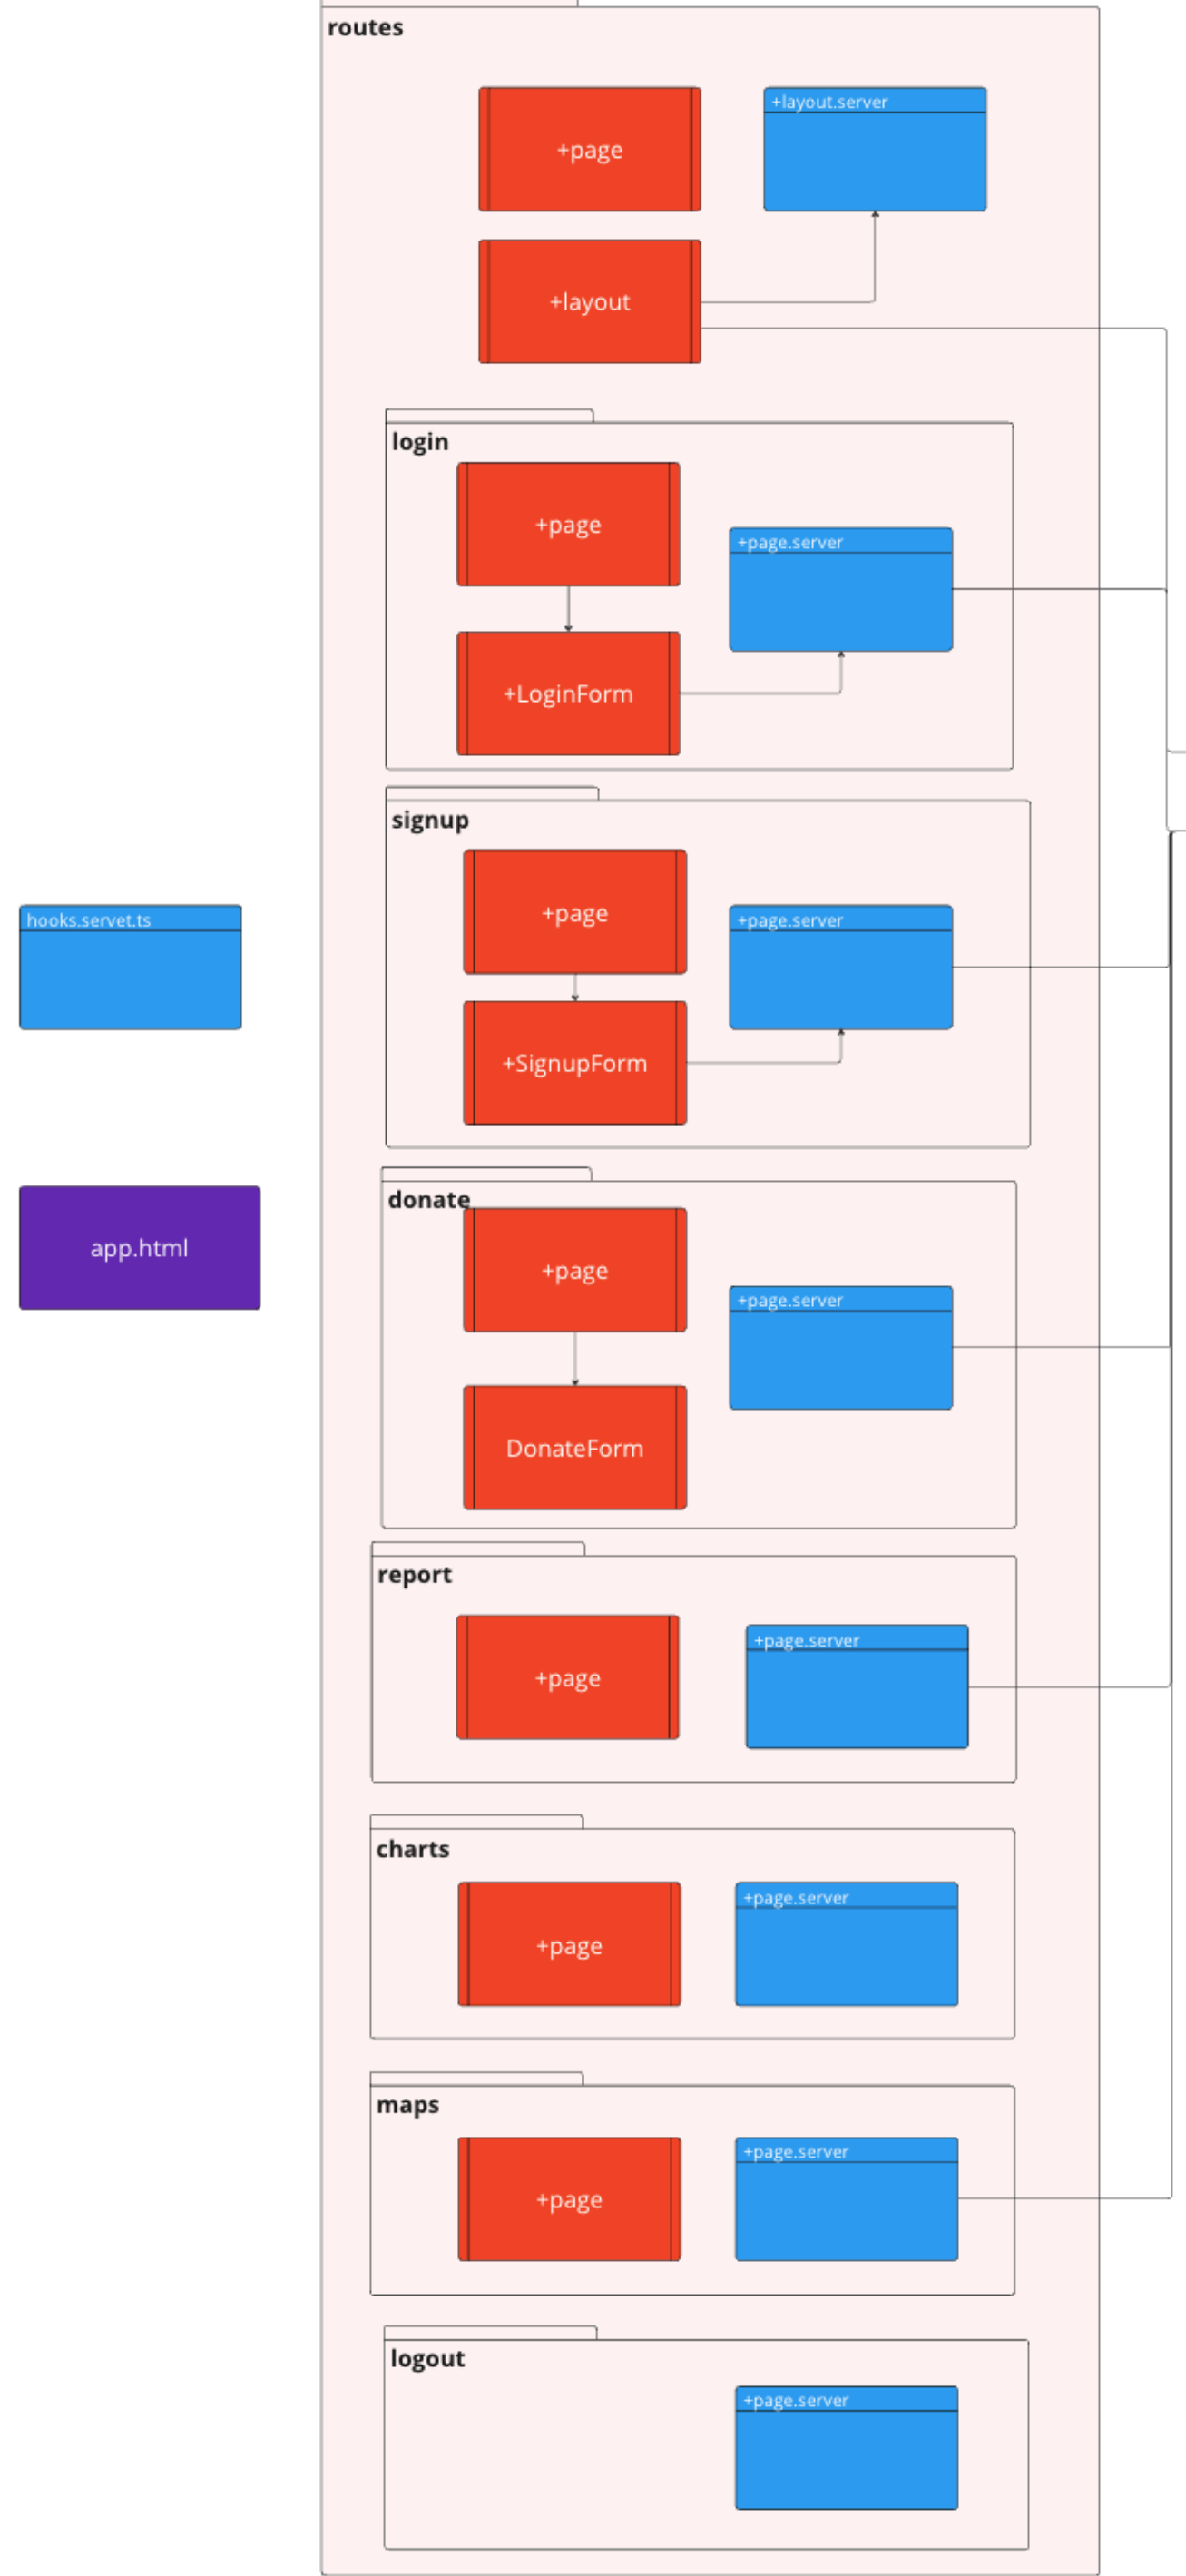 routes
+page
+layout.server
+layout
login
+page
+page.server
+LoginForm
signup
+page
+page.server
+SignupForm
hooks.servet.ts
app.html
donate
+page
+page.server
DonateForm
report
+page
+page.server
charts
+page
+page.server
maps
+page
+page.server
logout
+page.server